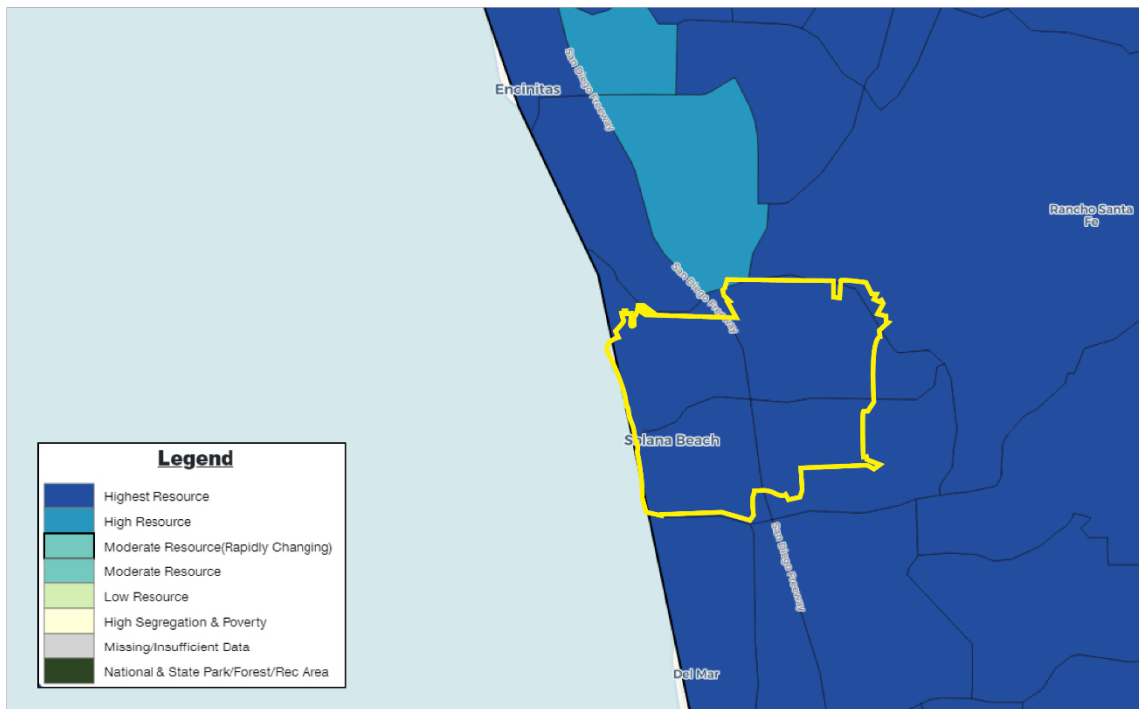 San Diego Freeway
Encinitas
Rancho Santa
Fe
San Diego Freeway
Solana Beach
San Diego Freeway
Del Mar
Legend
Highest Resource
High Resource
Moderate Resource(Rapidly Changing)
Moderate Resource
Low Resource
High Segregation & Poverty
Missing/Insufficient Data
National & State Park/Forest/Rec Area